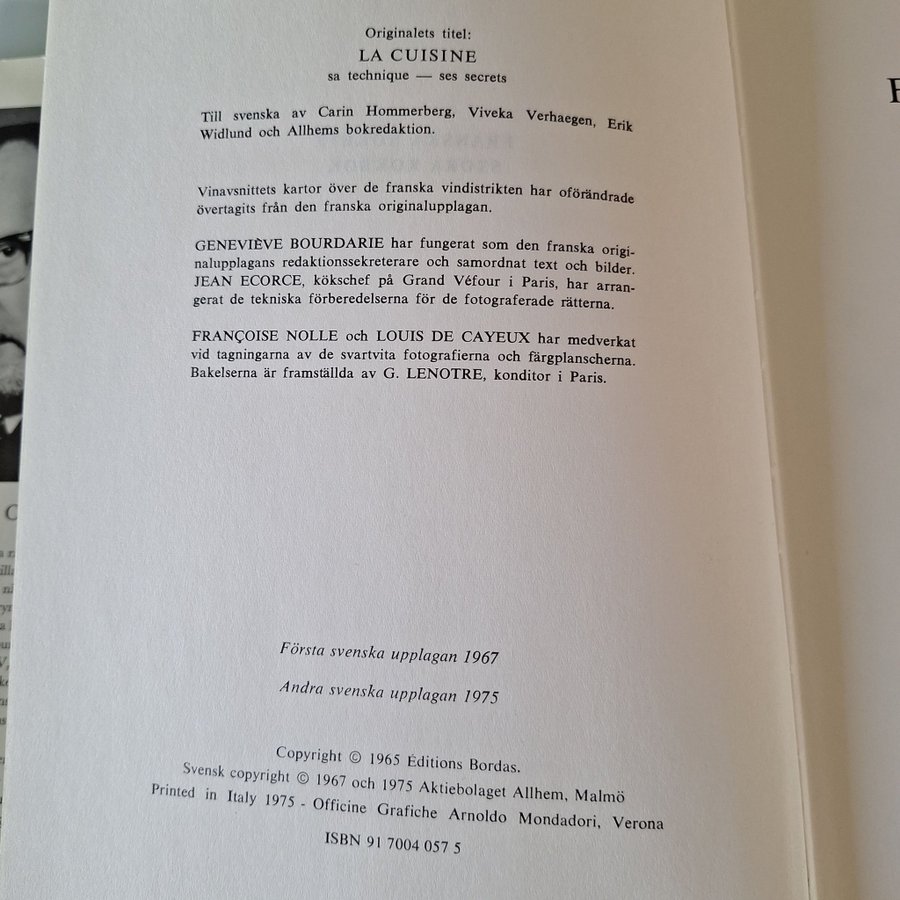 Originalets titel:
LA CUISINE
sa technique — ses secrets
Till svenska av Carin Hommerberg, Viveka Verhaegen, Erik
Widlund och Allhems bokredaktion.
Vinavsnittets kartor över de franska vindistrikten har oförändrade
övertagits från den franska originalupplagan.
GENEVIÈVE BOURDARIE har fungerat som den franska origi-
nalupplagans redaktionssekreterare och samordnat text och bilder.
JEAN ECORCE, kökschef på Grand Véfour i Paris, har arran-
gerat de tekniska förberedelserna för de fotograferade rätterna.
FRANÇOISE NOLLE och LOUIS DE CAYEUX har medverkat
vid tagningarna av de svartvita fotografierna och färgplanscherna.
Bakelserna är framställda av G. LENOTRE, konditor i Paris.
Första svenska upplagan 1967
Andra svenska upplagan 1975
Copyright © 1965 Éditions Bordas.
Svensk copyright © 1967 och 1975 Aktiebolaget Allhem, Malmö
Printed in Italy 1975 - Officine Grafiche Arnoldo Mondadori, Verona
ISBN 91 7004 057 5